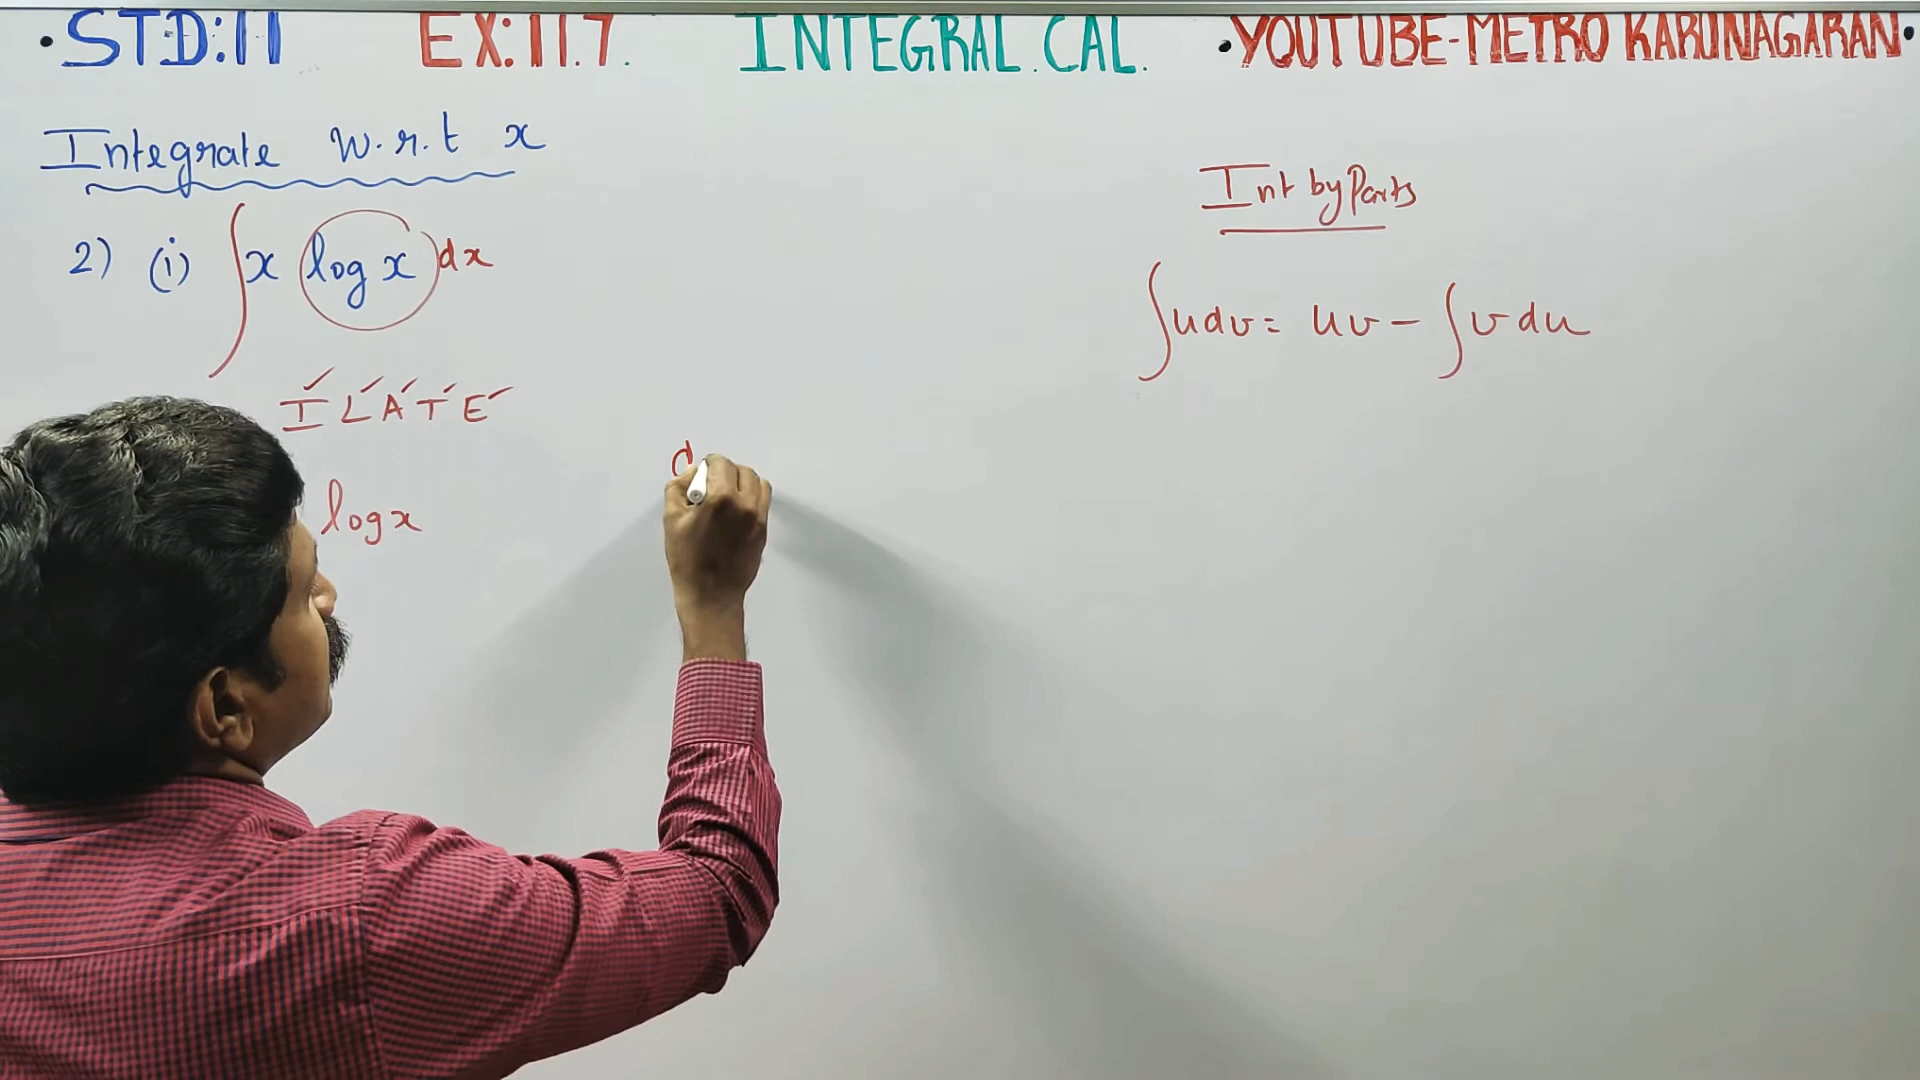 • STD:11 EX:11.7. INTEGRAL.CAL. • YOUTUBE-METRO KARUNAGARAN •
Integrate w.r.t x
Int by Parts
2) (i) ∫x log x dx
∫udv = uv - ∫vdu
I L A T E
log x
d